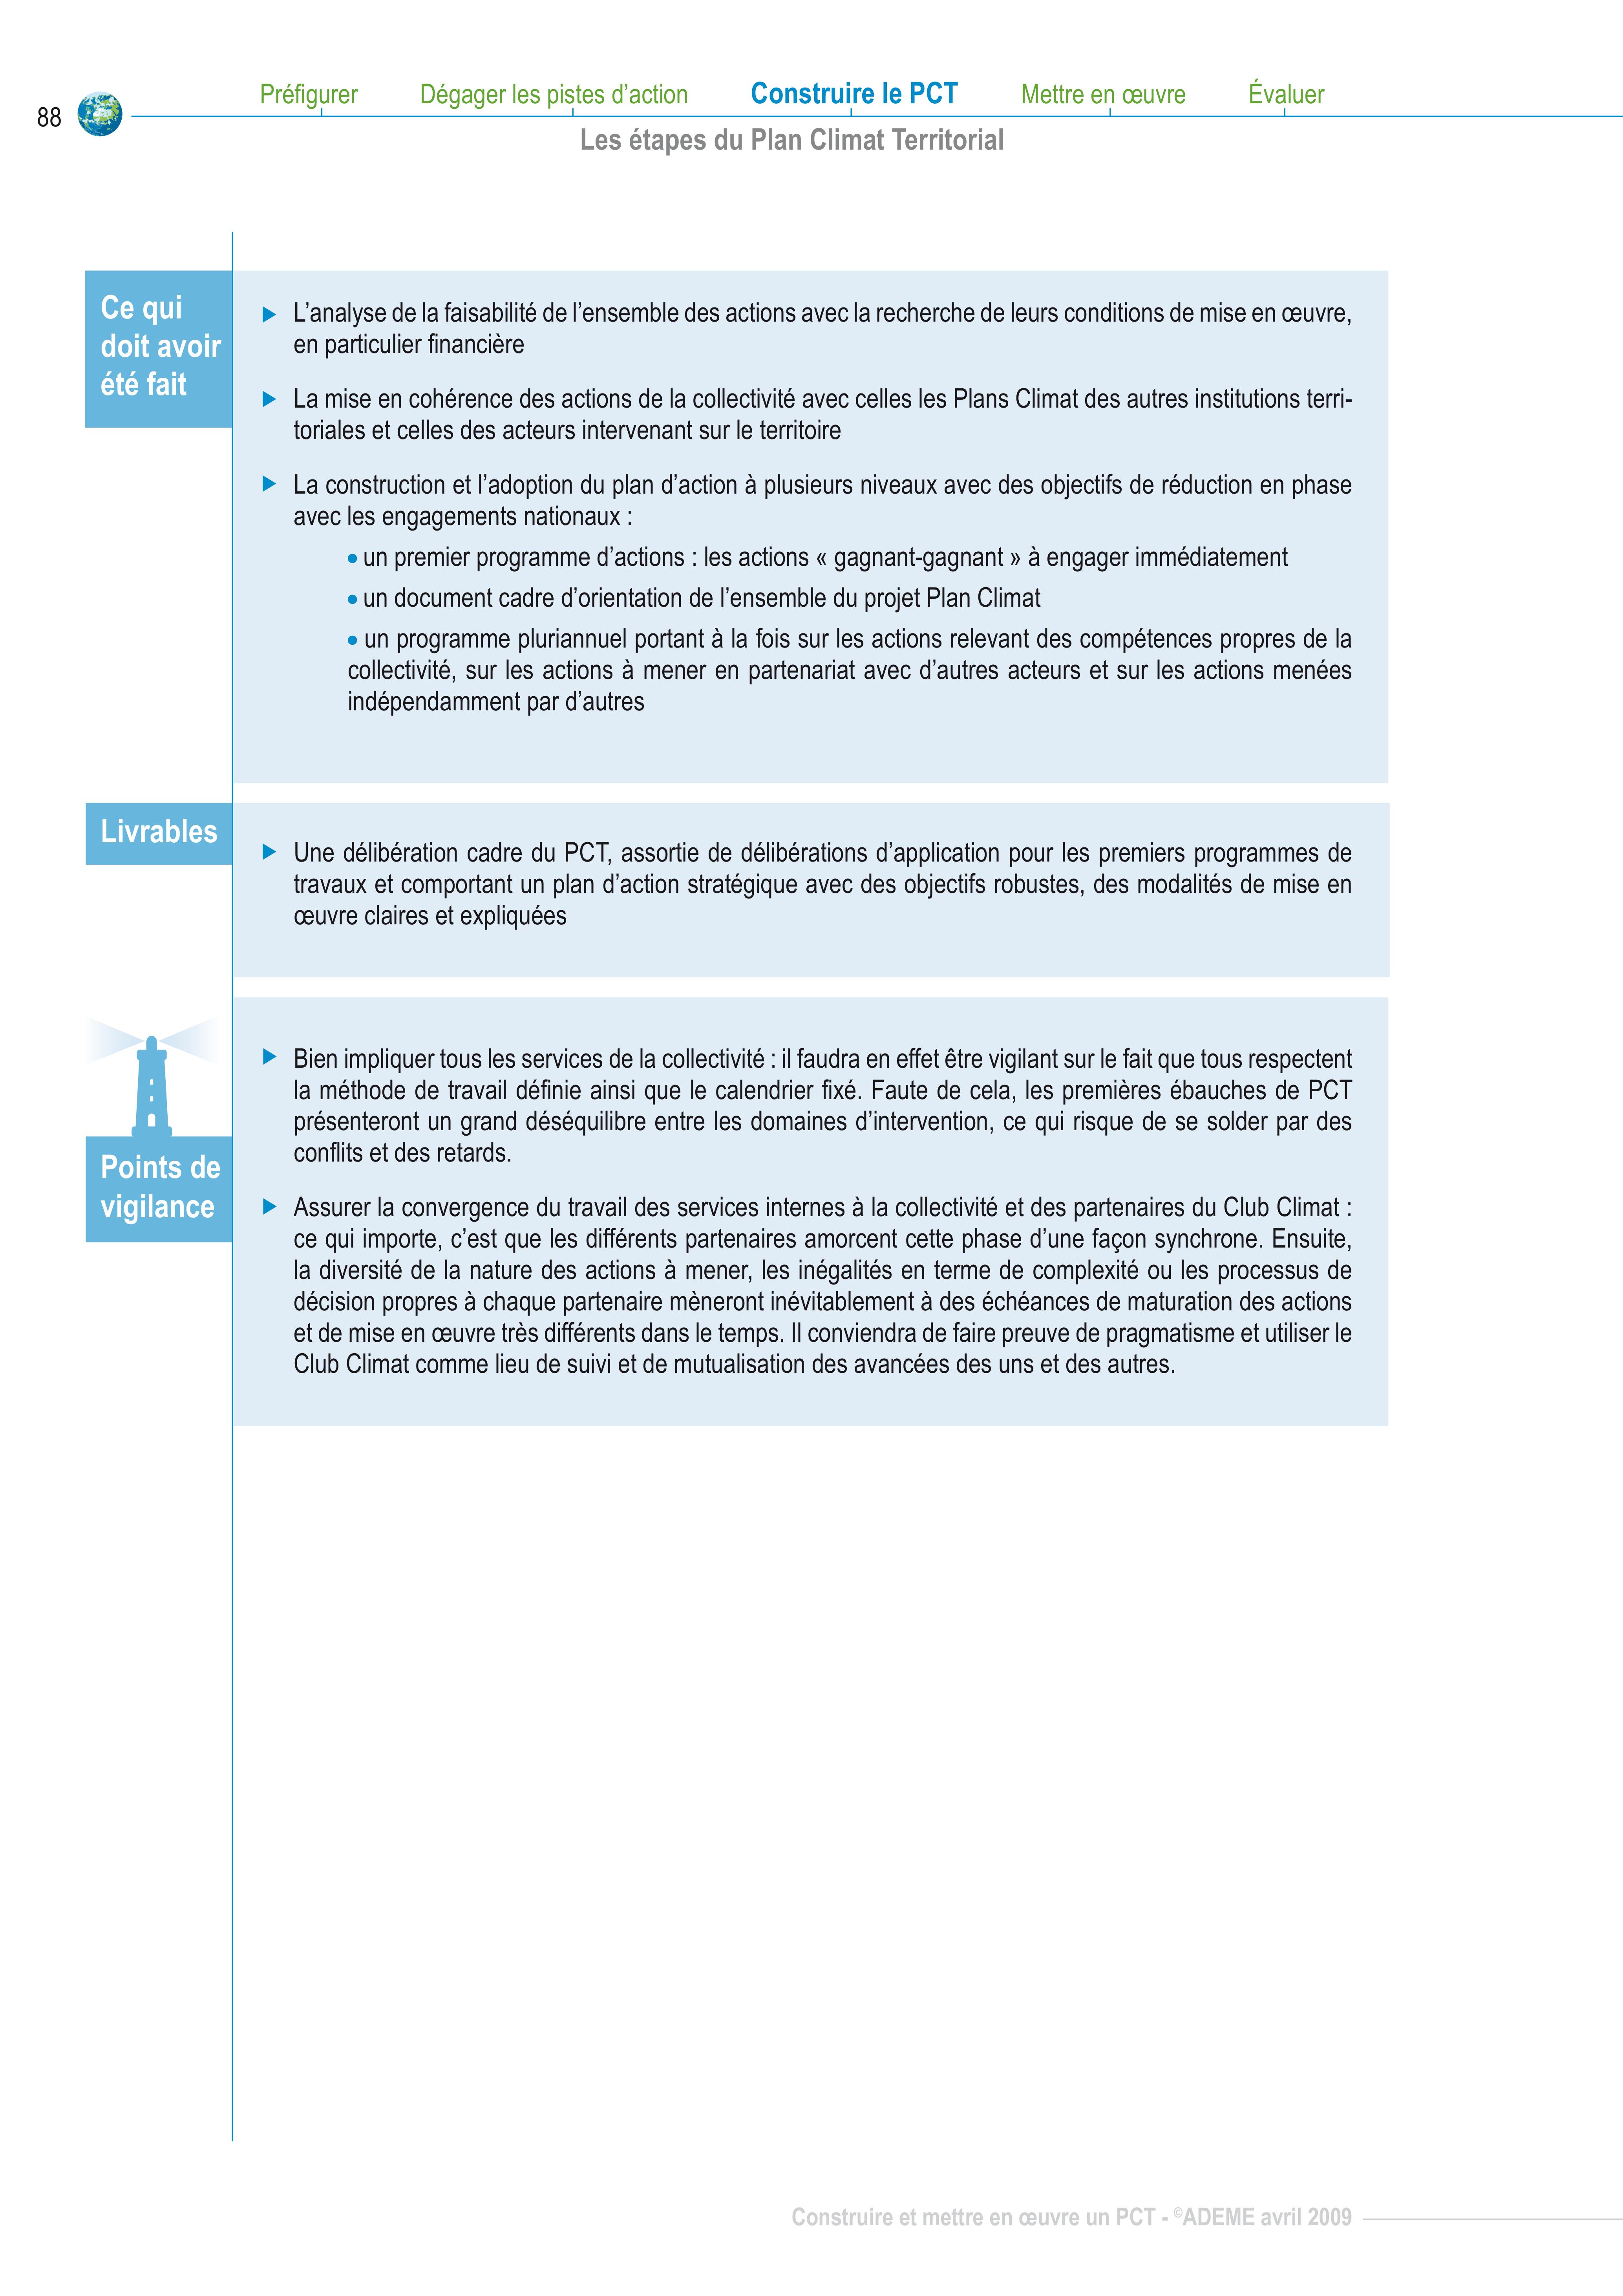 Préfigurer Dégager les pistes d’action Construire le PCT Mettre en œuvre Évaluer
88
Les étapes du Plan Climat Territorial
Ce qui
doit avoir
été fait
L’analyse de la faisabilité de l’ensemble des actions avec la recherche de leurs conditions de mise en œuvre,
en particulier financière
La mise en cohérence des actions de la collectivité avec celles les Plans Climat des autres institutions terri-
toriales et celles des acteurs intervenant sur le territoire
La construction et l’adoption du plan d’action à plusieurs niveaux avec des objectifs de réduction en phase
avec les engagements nationaux :
• un premier programme d’actions : les actions « gagnant-gagnant » à engager immédiatement
• un document cadre d’orientation de l’ensemble du projet Plan Climat
• un programme pluriannuel portant à la fois sur les actions relevant des compétences propres de la
collectivité, sur les actions à mener en partenariat avec d’autres acteurs et sur les actions menées
indépendamment par d’autres
Livrables
Une délibération cadre du PCT, assortie de délibérations d’application pour les premiers programmes de
travaux et comportant un plan d’action stratégique avec des objectifs robustes, des modalités de mise en
œuvre claires et expliquées
Points de
vigilance
Bien impliquer tous les services de la collectivité : il faudra en effet être vigilant sur le fait que tous respectent
la méthode de travail définie ainsi que le calendrier fixé. Faute de cela, les premières ébauches de PCT
présenteront un grand déséquilibre entre les domaines d’intervention, ce qui risque de se solder par des
conflits et des retards.
Assurer la convergence du travail des services internes à la collectivité et des partenaires du Club Climat :
ce qui importe, c’est que les différents partenaires amorcent cette phase d’une façon synchrone. Ensuite,
la diversité de la nature des actions à mener, les inégalités en terme de complexité ou les processus de
décision propres à chaque partenaire mèneront inévitablement à des échéances de maturation des actions
et de mise en œuvre très différents dans le temps. Il conviendra de faire preuve de pragmatisme et utiliser le
Club Climat comme lieu de suivi et de mutualisation des avancées des uns et des autres.
Construire et mettre en œuvre un PCT - ©ADEME avril 2009